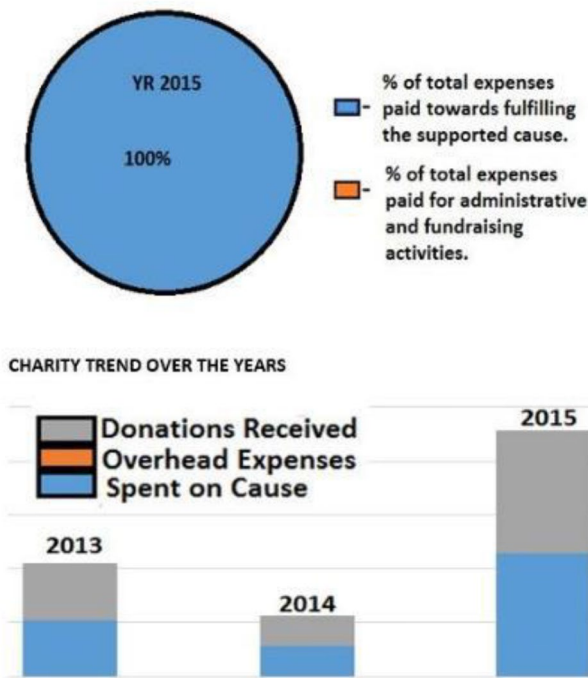 YR 2015
100%
- % of total expenses
paid towards fulfilling
the supported cause.
- % of total expenses
paid for administrative
and fundraising
activities.
CHARITY TREND OVER THE YEARS
Donations Received
Overhead Expenses
Spent on Cause
2013
2014
2015